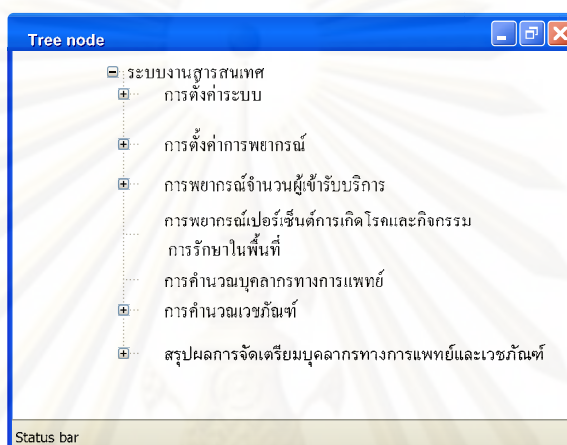 Tree node
ระบบงานสารสนเทศ
การตั้งค่าระบบ
การตั้งค่าการพยากรณ์
การพยากรณ์จำนวนผู้เข้ารับบริการ
การพยากรณ์เปอร์เซ็นต์การเกิดโรคและกิจกรรม
การรักษาในพื้นที่
การคำนวณบุคลากรทางการแพทย์
การคำนวณเวชภัณฑ์
สรุปผลการจัดเตรียมบุคลากรทางการแพทย์และเวชภัณฑ์
Status bar